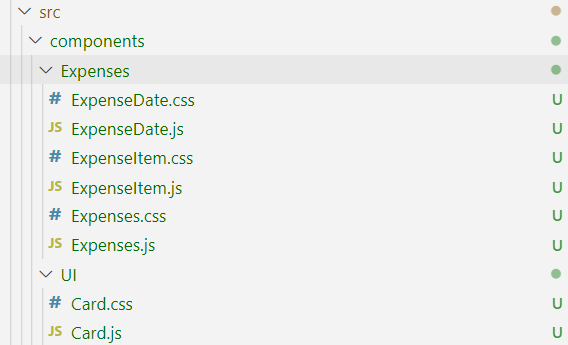 src
components
Expenses
# ExpenseDate.css U
JS ExpenseDate.js U
# ExpenseItem.css U
JS ExpenseItem.js U
# Expenses.css U
JS Expenses.js U
UI
# Card.css U
JS Card.js U